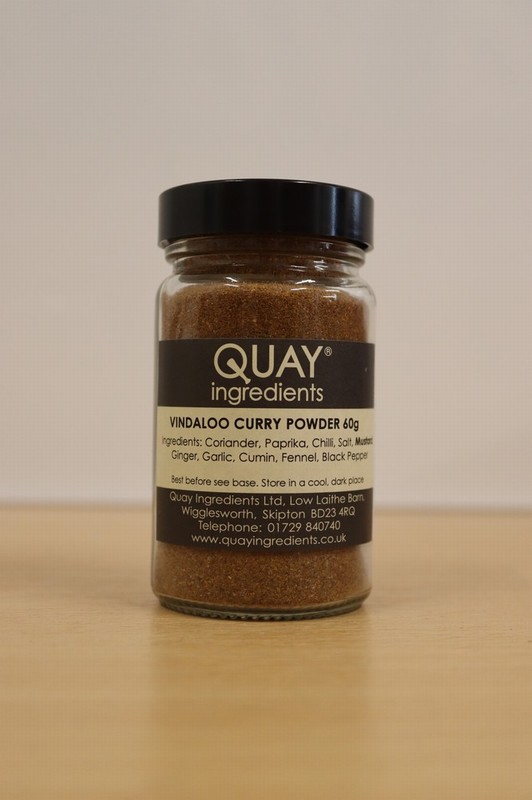 QUAY®
ingredients
VINDALOO CURRY POWDER 60g
Ingredients: Coriander, Paprika, Chilli, Salt, Mustard
Ginger, Garlic, Cumin, Fennel, Black Pepper
Best before see base. Store in a cool, dark place
Quay Ingredients Ltd, Low Laithe Barn,
Wigglesworth, Skipton BD23 4RQ
Telephone: 01729 840740
www.quayingredients.co.uk